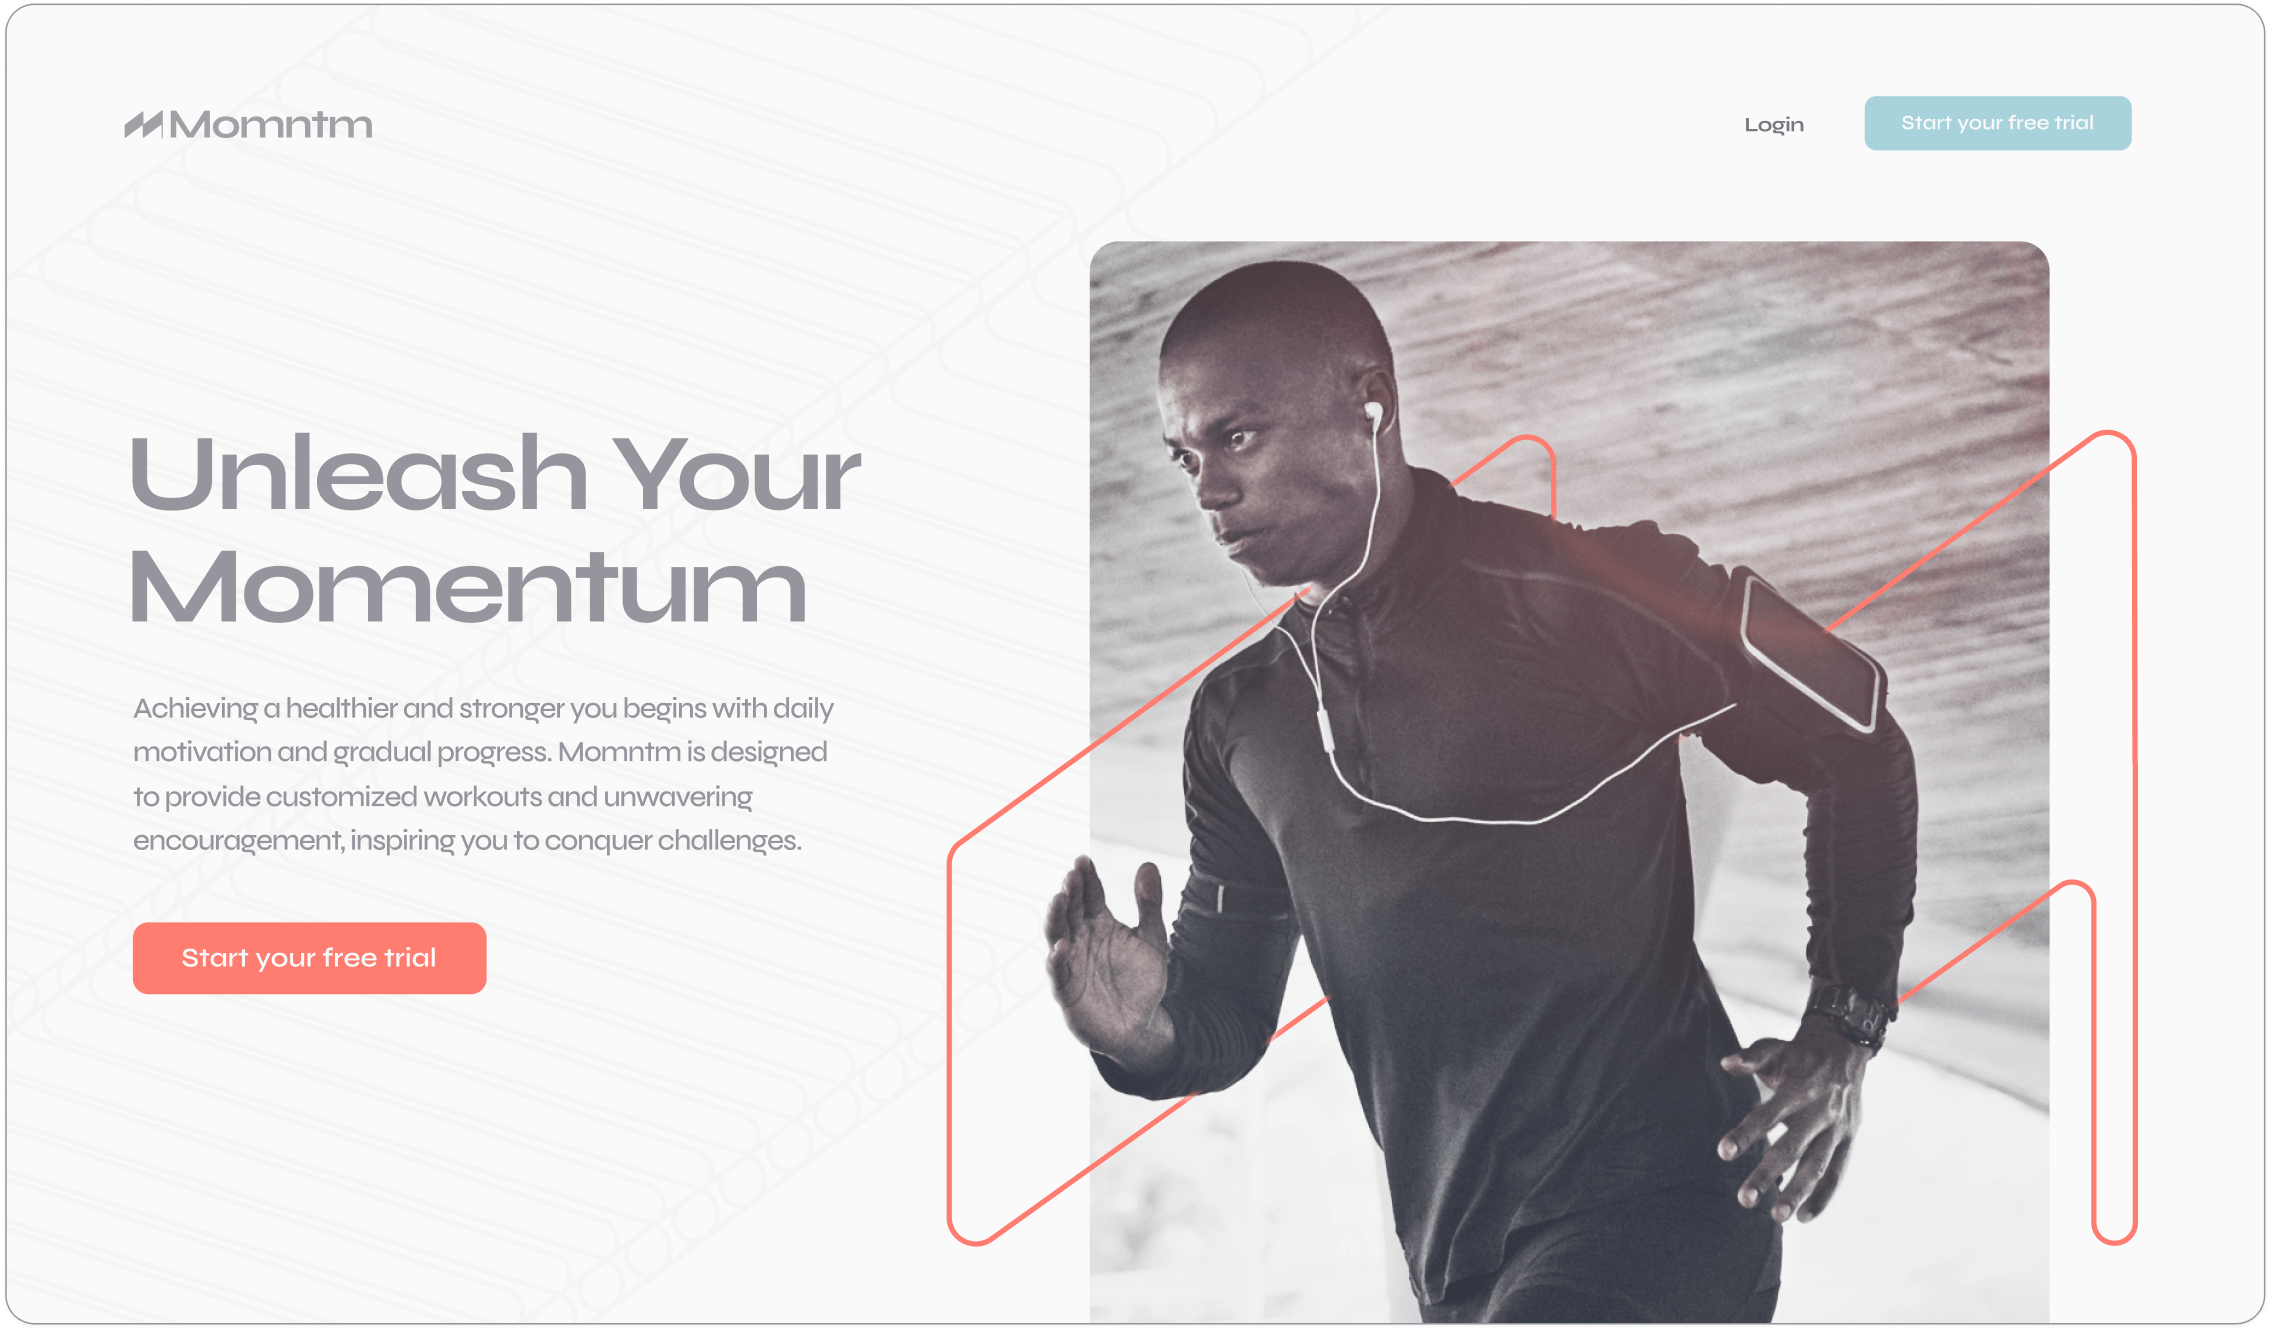 Momntm
Login
Start your free trial
Unleash Your
Momentum
Achieving a healthier and stronger you begins with daily
motivation and gradual progress. Momntm is designed
to provide customized workouts and unwavering
encouragement, inspiring you to conquer challenges.
Start your free trial